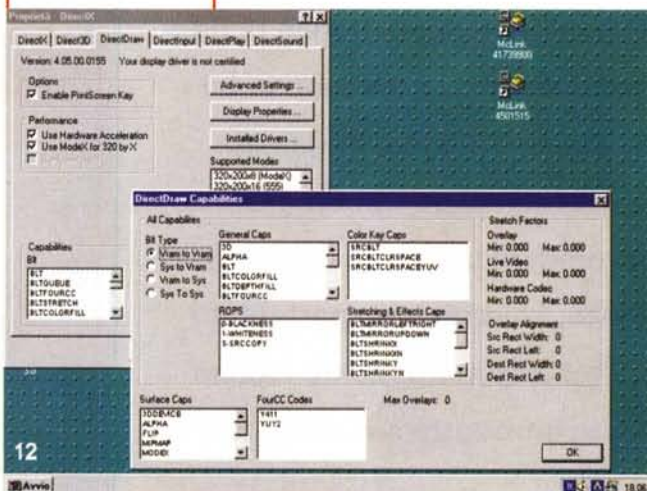 Proprietà - DirectX
DirectX Direct3D DirectDraw DirectInput DirectPlay DirectSound
Version: 4.05.00.0155 Your display driver is not certified
Options
Enable PrintScreen Key
Advanced Settings ...
Display Properties ...
Installed Drivers ...
Performance
Use Hardware Acceleration
Use ModeX for 320 by X
Supported Modes
320x200x8 (ModeX)
320x200x16 (555)
Capabilities
Blt
BLT
BLTQUEUE
BLTFOURCC
BLTSTRETCH
BLTCOLORFILL
McLink
41739900
McLink
4501515
DirectDraw Capabilities
All Capabilities
Blt Type
Vram to Vram
Sys to Vram
Vram to Sys
Sys To Sys
General Caps
3D
ALPHA
BLT
BLTCOLORFILL
BLTDEPTHFILL
BLTFOURCC
Color Key Caps
SRCBLT
SRCBLTCLRSPACE
SRCBLTCLRSPACEYUV
Stretch Factors
Overlay
Min: 0.000 Max: 0.000
Live Video
Min: 0.000 Max: 0.000
Hardware Codec
Min: 0.000 Max: 0.000
ROPS
0-BLACKNESS
1-WHITENESS
S-SRCCOPY
Stretching & Effects Caps
BLTMIRRORLEFTRIGHT
BLTMIRRORUPDOWN
BLTSHRINKX
BLTSHRINKXN
BLTSHRINKY
BLTSHRINKYN
Overlay Alignment
Src Rect Width: 0
Src Rect Left: 0
Dest Rect Width: 0
Dest Rect Left: 0
Surface Caps
3DDEVICE
ALPHA
FLIP
MIPMAP
MODEX
FourCC Codes
Y411
YUY2
Max Overlays: 0
OK
12
Avvio
18.06